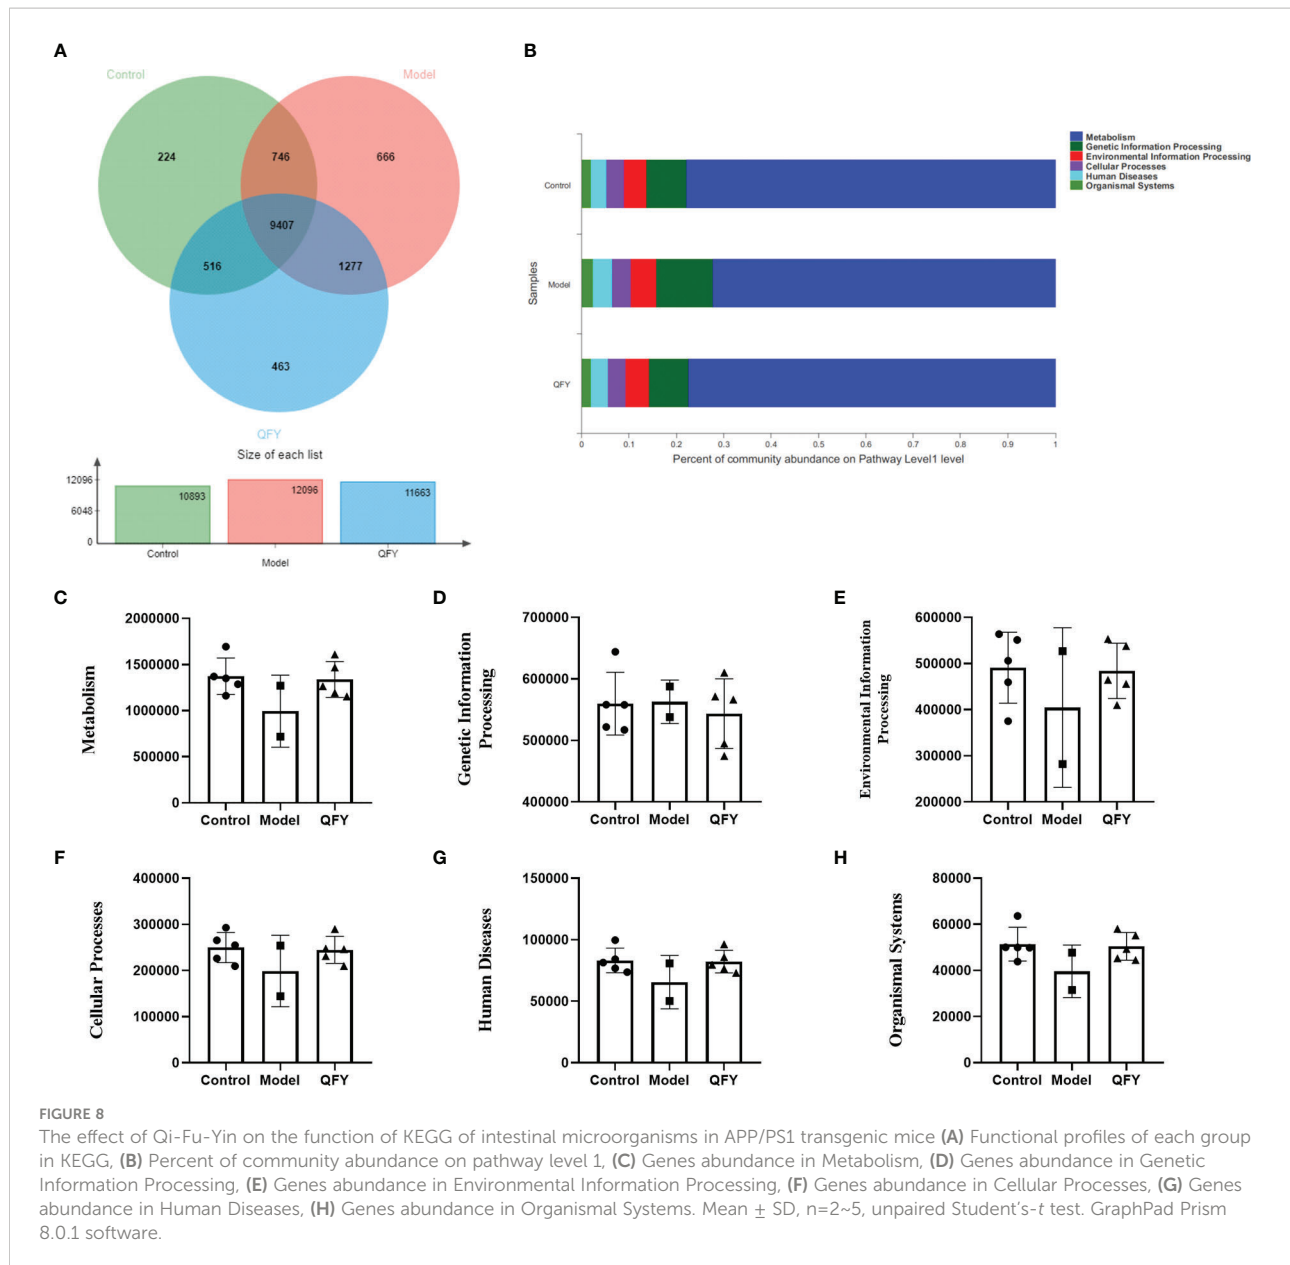 A
Control
Model
224
746
666
9407
516
1277
463
QFY
Size of each list
12096
6048
0
10893
12096
11663
Control
Model
QFY
B
Metabolism
Genetic Information Processing
Environmental Information Processing
Cellular Processes
Human Diseases
Organismal Systems
Samples
Control
Model
QFY
0 0.1 0.2 0.3 0.4 0.5 0.6 0.7 0.8 0.9 1
Percent of community abundance on Pathway Level1 level
C
Metabolism
2000000
1500000
1000000
500000
0
Control Model QFY
D
Genetic Information
Processing
700000
600000
500000
400000
Control Model QFY
E
Environmental Information
Processing
600000
500000
400000
300000
200000
Control Model QFY
F
Cellular Processes
400000
300000
200000
100000
0
Control Model QFY
G
Human Diseases
150000
100000
50000
0
Control Model QFY
H
Organismal Systems
80000
60000
40000
20000
0
Control Model QFY
FIGURE 8
The effect of Qi-Fu-Yin on the function of KEGG of intestinal microorganisms in APP/PS1 transgenic mice (A) Functional profiles of each group
in KEGG, (B) Percent of community abundance on pathway level 1, (C) Genes abundance in Metabolism, (D) Genes abundance in Genetic
Information Processing, (E) Genes abundance in Environmental Information Processing, (F) Genes abundance in Cellular Processes, (G) Genes
abundance in Human Diseases, (H) Genes abundance in Organismal Systems. Mean ± SD, n=2~5, unpaired Student's-t test. GraphPad Prism
8.0.1 software.